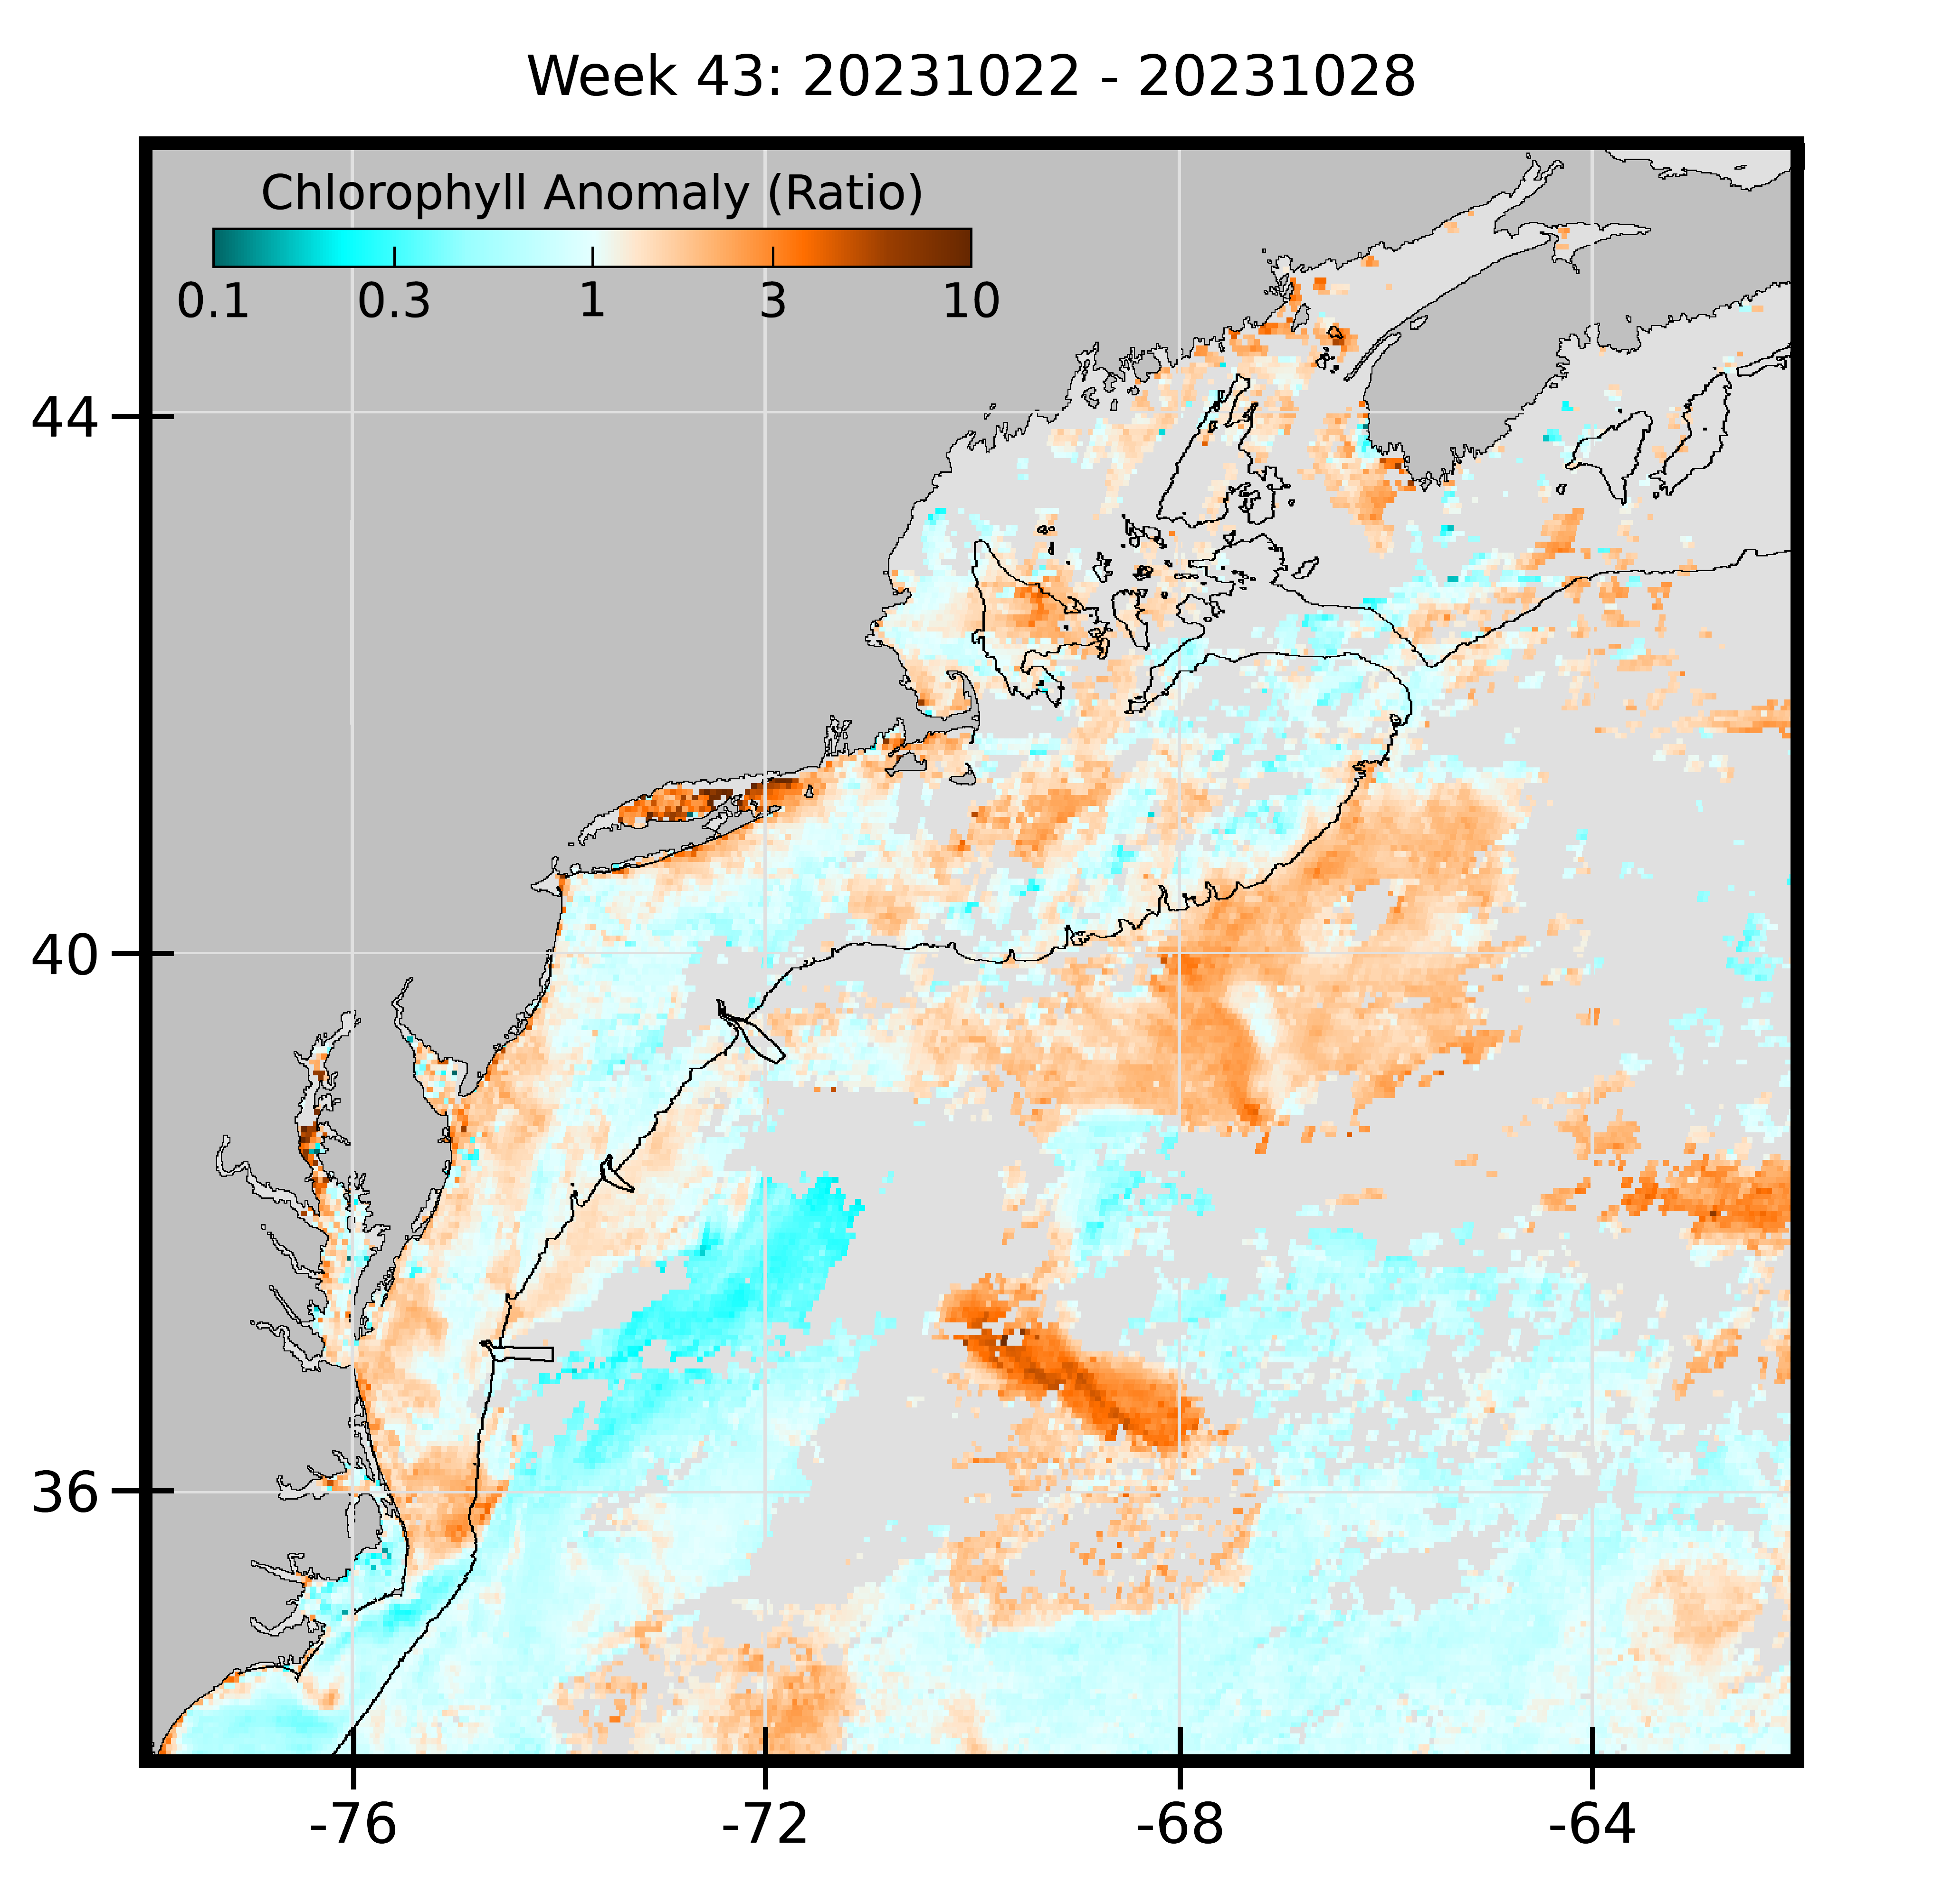 Week 43: 20231022 - 20231028
Chlorophyll Anomaly (Ratio)
0.1 0.3 1 3 10
44
40
36
-76 -72 -68 -64